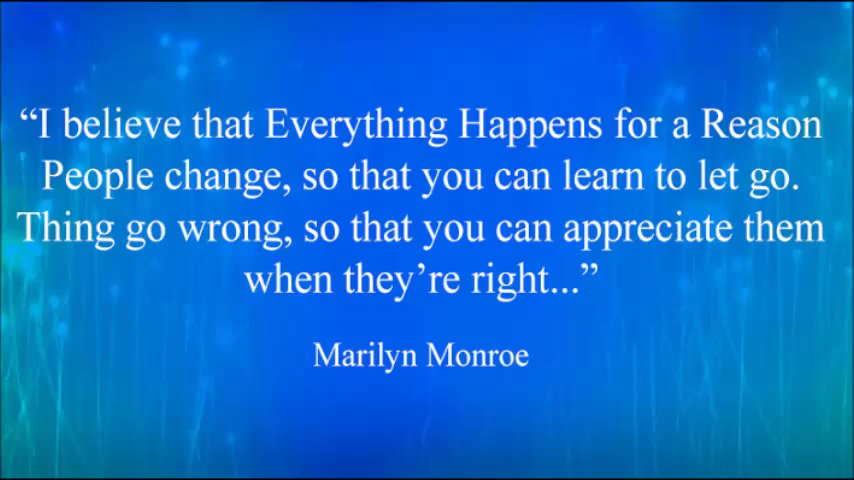 “I believe that Everything Happens for a Reason
People change, so that you can learn to let go.
Thing go wrong, so that you can appreciate them
when they’re right...”
Marilyn Monroe